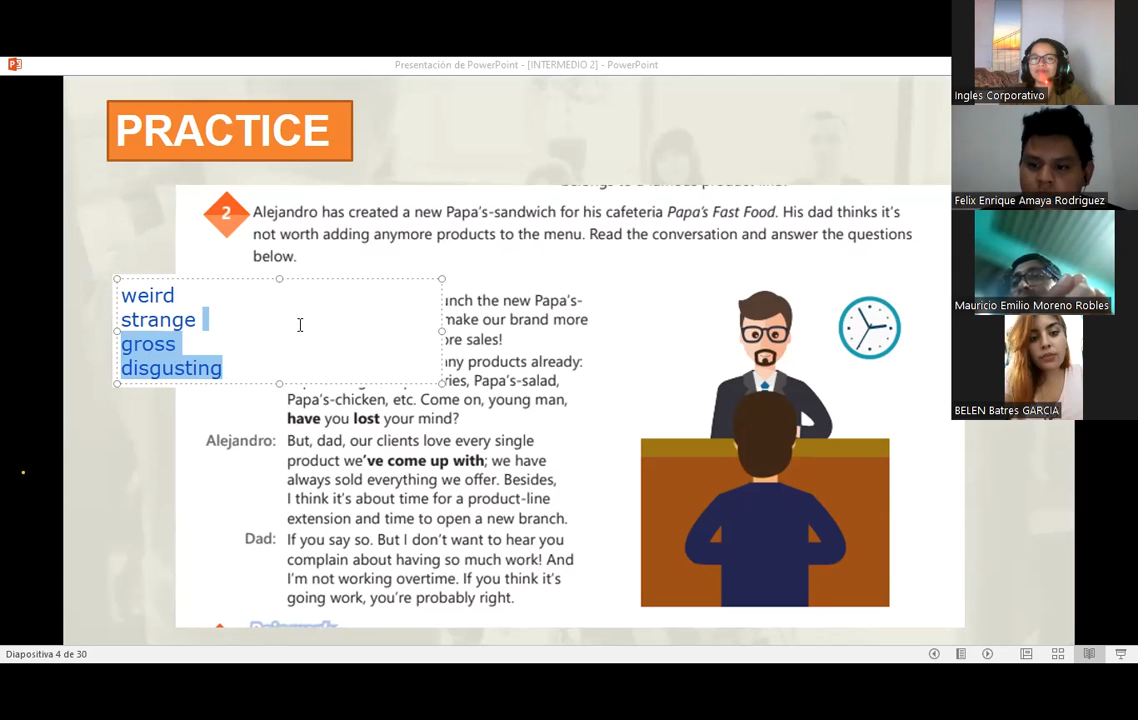 Presentación de PowerPoint - [INTERMEDIO 2] - PowerPoint
Ingles Corporativo
PRACTICE
Felix Enrique Amaya Rodriguez
2 Alejandro has created a new Papa's-sandwich for his cafeteria Papa's Fast Food. His dad thinks it's
not worth adding anymore products to the menu. Read the conversation and answer the questions
below.
weird
strange
gross
disgusting
the new Papa's-
make our brand more
sales!
products already:
Papa's-salad,
Papa's-chicken, etc. Come on, young man,
have you lost your mind?
Alejandro: But, dad, our clients love every single
product we've come up with; we have
always sold everything we offer. Besides,
I think it's about time for a product-line
extension and time to open a new branch.
Dad: If you say so. But I don't want to hear you
complain about having so much work! And
I'm not working overtime. If you think it's
going work, you're probably right.
Mauricio Emilio Moreno Robles
BELEN Batres GARCIA
Diapositiva 4 de 30